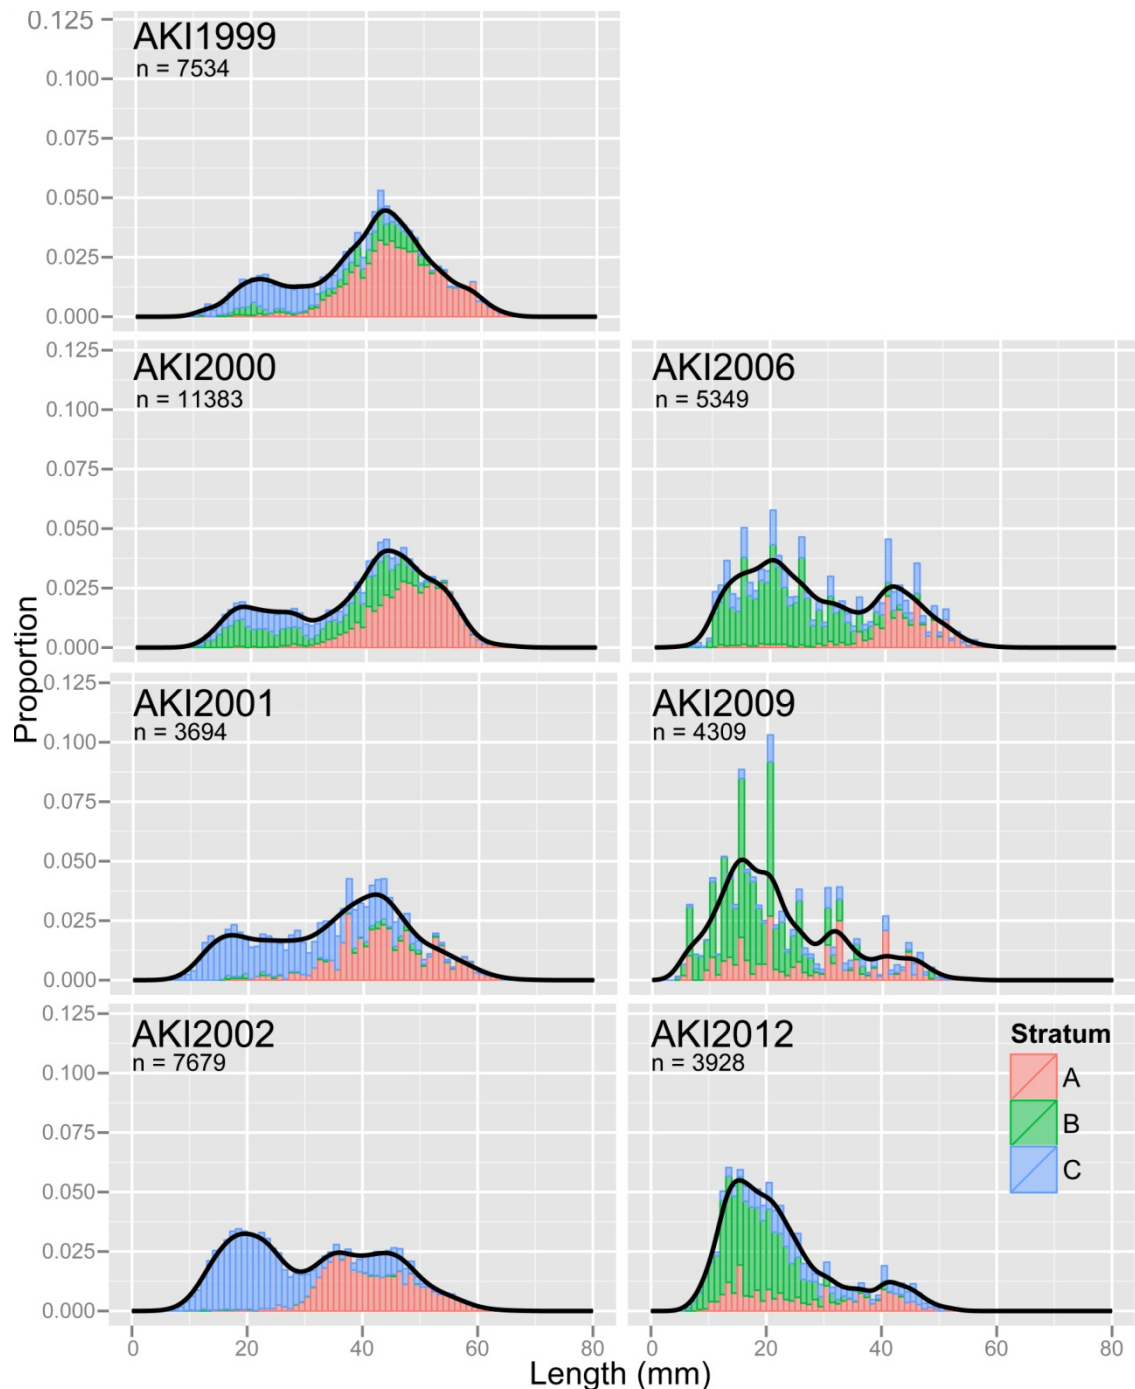 0.125
0.100
0.075
0.050
0.025
0.000
AKI1999
n = 7534
0.125
0.100
0.075
0.050
0.025
0.000
AKI2000
n = 11383
AKI2006
n = 5349
Proportion
0.125
0.100
0.075
0.050
0.025
0.000
AKI2001
n = 3694
AKI2009
n = 4309
0.125
0.100
0.075
0.050
0.025
0.000
AKI2002
n = 7679
AKI2012
n = 3928
Stratum
A
B
C
0 20 40 60 80 0 20 40 60 80
Length (mm)